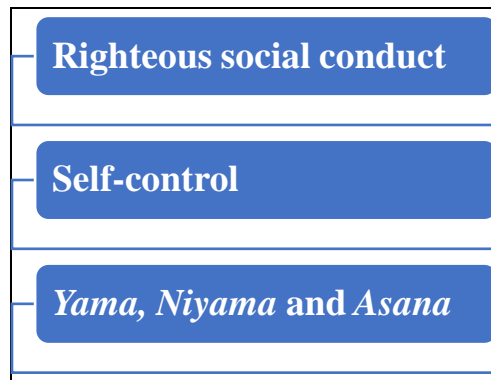 Righteous social conduct
Self-control
Yama, Niyama and Asana